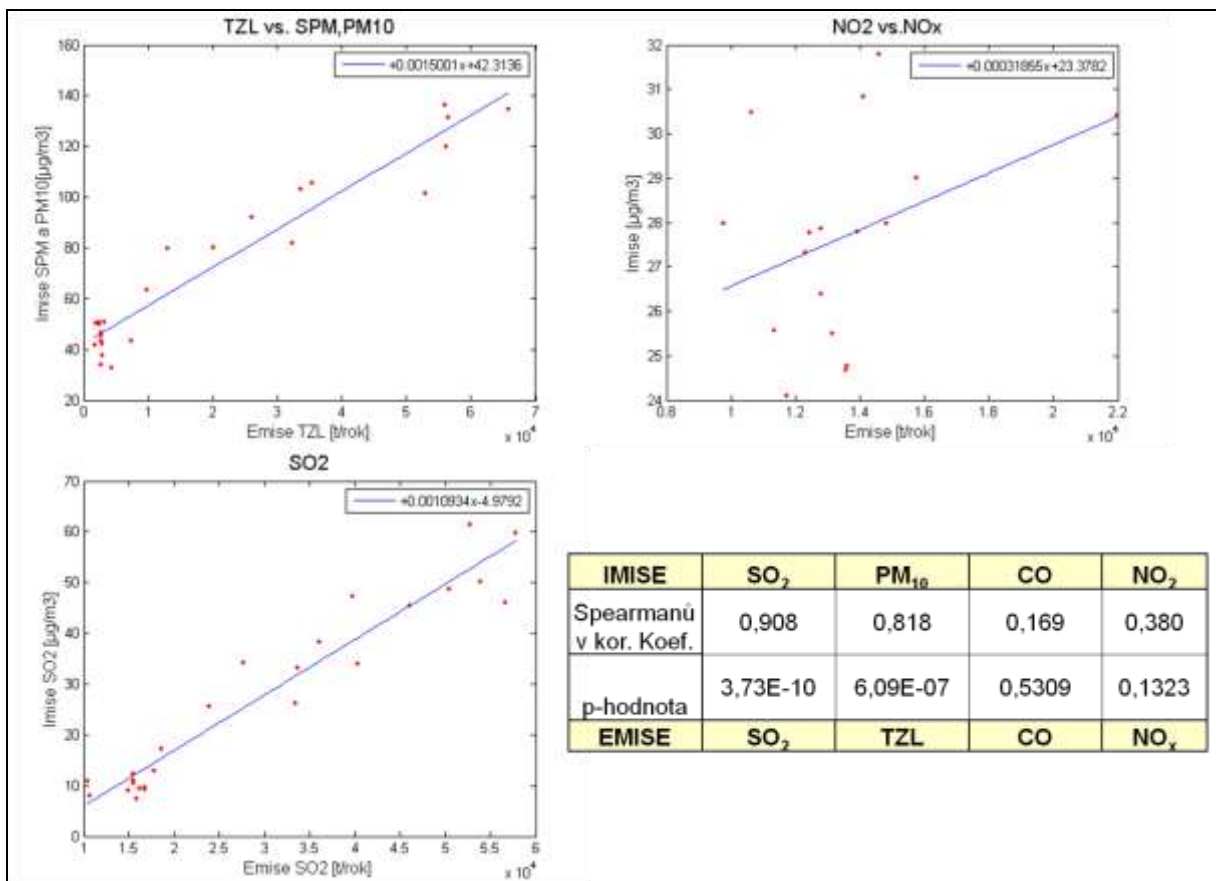 TZL vs. SPM,PM10
160
140
120
100
80
60
40
20
Imise SPM a PM10[µg/m3]
+0.0015001x+42.3136
0 1 2 3 4 5 6 7
Emise TZL [t/rok]
x 10⁴
NO2 vs.NOx
32
31
30
29
28
27
26
25
24
Imise [µg/m3]
+0.00031855x+23.3782
0.8 1 1.2 1.4 1.6 1.8 2 2.2
Emise [t/rok]
x 10⁴
SO2
70
60
50
40
30
20
10
0
Imise SO2 [µg/m3]
+0.0010934x-4.9792
1 1.5 2 2.5 3 3.5 4 4.5 5 5.5 6
Emise SO2 [t/rok]
x 10⁴
IMISE SO₂ PM₁₀ CO NO₂
Spearmanů
v kor. Koef. 0,908 0,818 0,169 0,380
p-hodnota 3,73E-10 6,09E-07 0,5309 0,1323
EMISE SO₂ TZL CO NOₓ